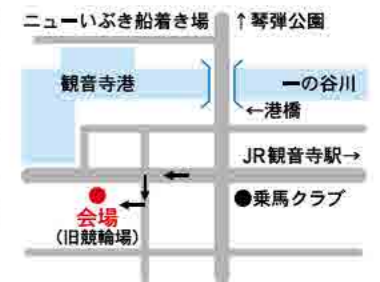 ニューいぶき船着き場
↑琴弾公園
観音寺港
一の谷川
←港橋
JR観音寺駅→
●乗馬クラブ
会場
(旧競輪場)